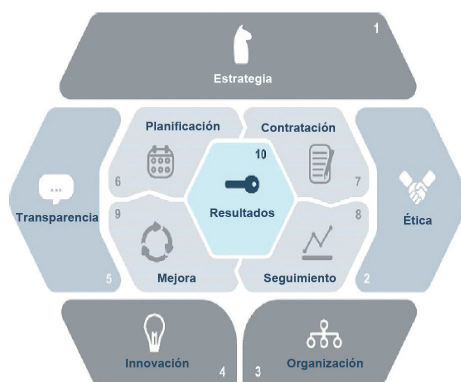 1
Estrategia
Planificación
Contratación
10
6
7
Resultados
Transparencia
Ética
9
8
Mejora
Seguimiento
5
2
Innovación
4
3
Organización